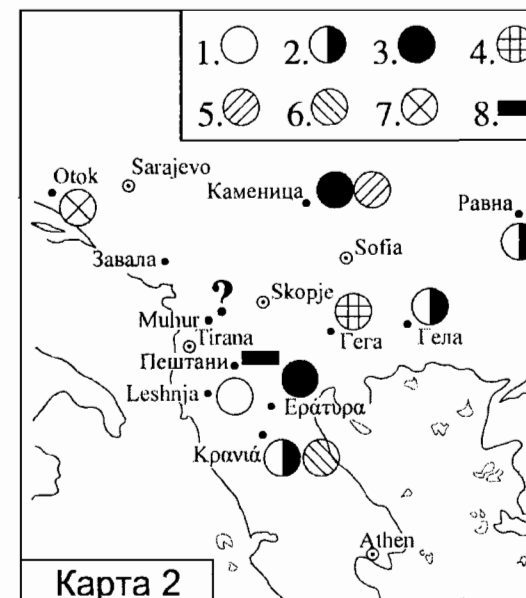 1. 2. 3. 4.
5. 6. 7. 8.
Otok
Sarajevo
Каменица
Равна
Sofia
Завала
?
Skopje
Muhur
Tirana
Гега
Гела
Пештани
Leshnja
Εράτυρα
Κρανιά
Athen
Карта 2